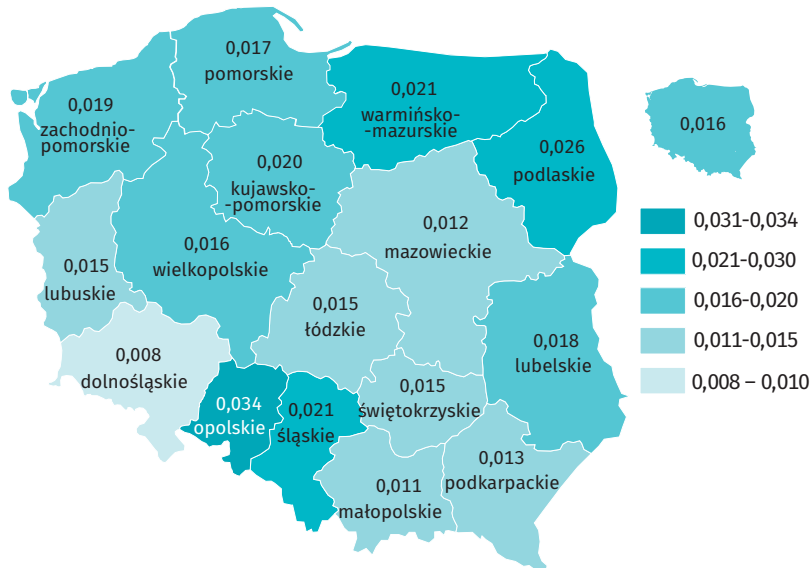 0,017
pomorskie
0,019
zachodnio-
pomorskie
0,021
warmińsko-
-mazurskie
0,026
podlaskie
0,020
kujawsko-
-pomorskie
0,016
wielkopolskie
0,012
mazowieckie
0,015
lubuskie
0,015
łódzkie
0,008
dolnośląskie
0,034
opolskie
0,021
śląskie
0,015
świętokrzyskie
0,018
lubelskie
0,011
małopolskie
0,013
podkarpackie
0,016
0,031-0,034
0,021-0,030
0,016-0,020
0,011-0,015
0,008 – 0,010